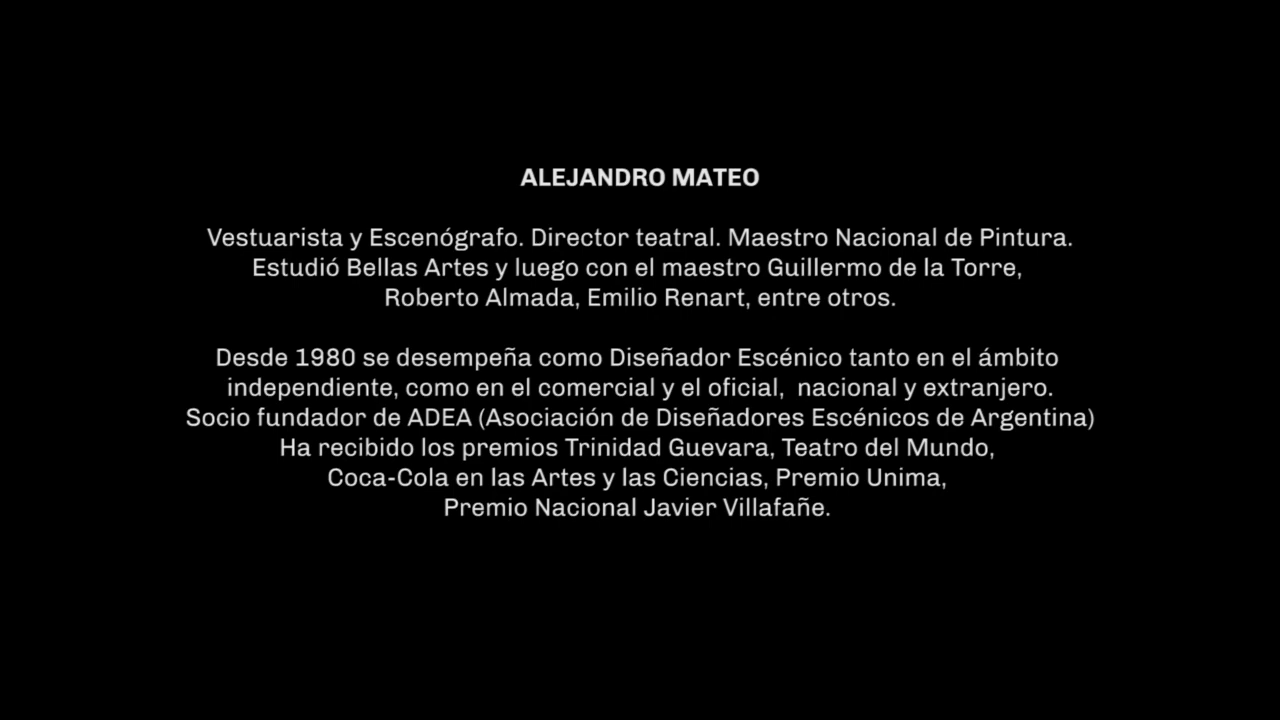 ALEJANDRO MATEO
Vestuarista y Escenógrafo. Director teatral. Maestro Nacional de Pintura.
Estudió Bellas Artes y luego con el maestro Guillermo de la Torre,
Roberto Almada, Emilio Renart, entre otros.
Desde 1980 se desempeña como Diseñador Escénico tanto en el ámbito
independiente, como en el comercial y el oficial,  nacional y extranjero.
Socio fundador de ADEA (Asociación de Diseñadores Escénicos de Argentina)
Ha recibido los premios Trinidad Guevara, Teatro del Mundo,
Coca-Cola en las Artes y las Ciencias, Premio Unima,
Premio Nacional Javier Villafañe.